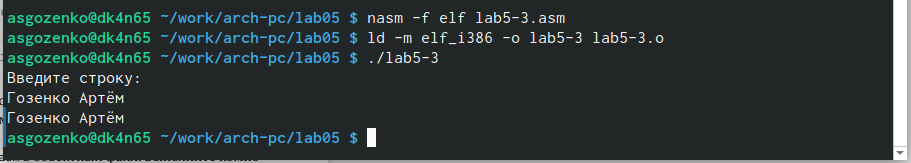 asgozenko@dk4n65 ~/work/arch-pc/lab05 $ nasm -f elf lab5-3.asm
asgozenko@dk4n65 ~/work/arch-pc/lab05 $ ld -m elf_i386 -o lab5-3 lab5-3.o
asgozenko@dk4n65 ~/work/arch-pc/lab05 $ ./lab5-3
Введите строку:
Гозенко Артём
Гозенко Артём
asgozenko@dk4n65 ~/work/arch-pc/lab05 $